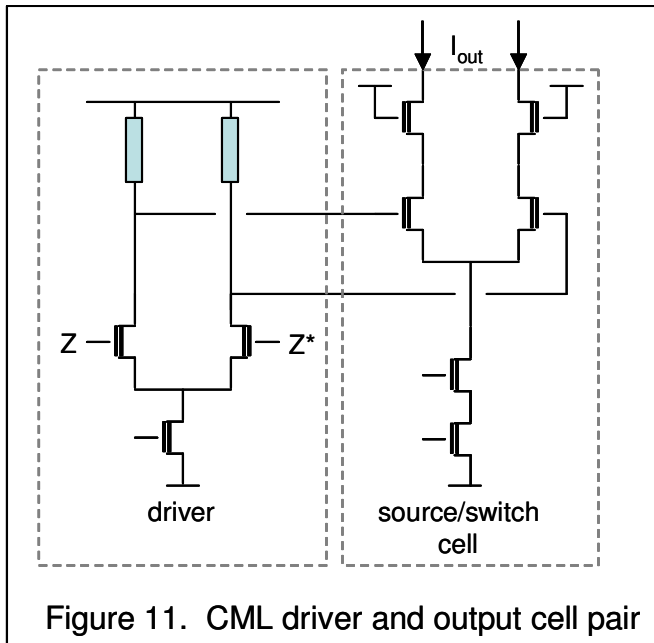 I_out
Z
Z*
driver
source/switch
cell
Figure 11. CML driver and output cell pair